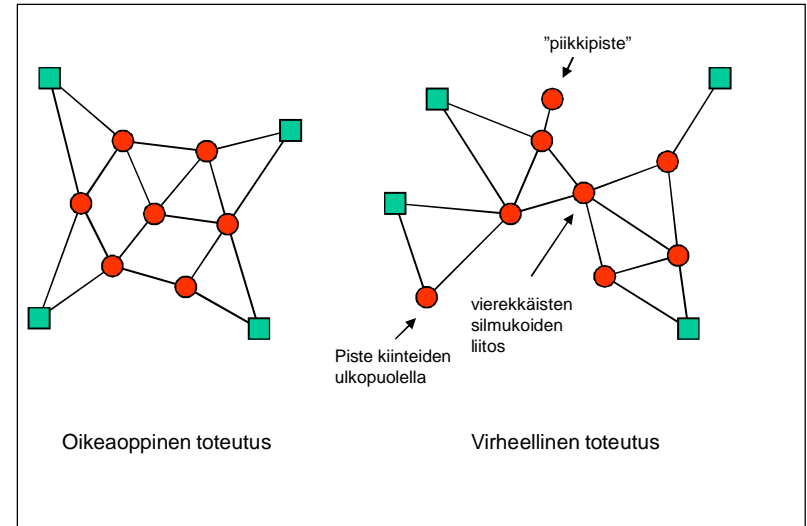 ”piikkipiste”
vierekkäisten
silmukoiden
liitos
Piste kiinteiden
ulkopuolella
Oikeaoppinen toteutus
Virheellinen toteutus